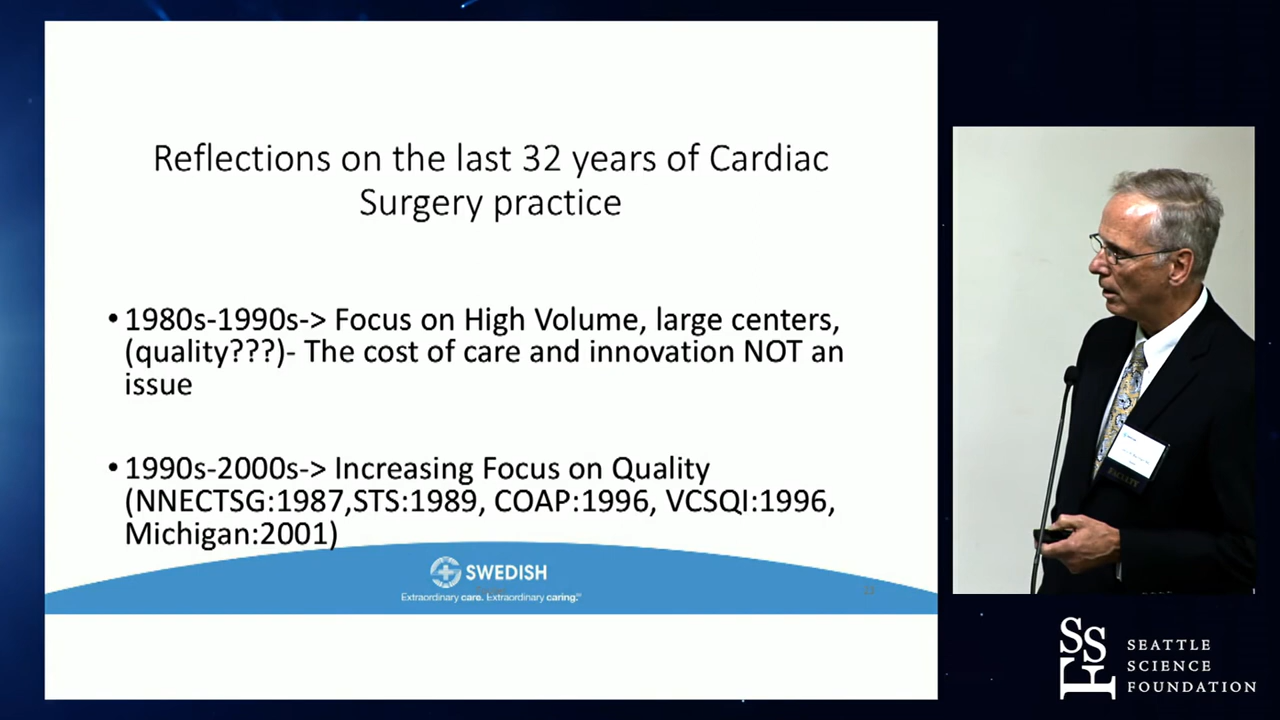 Reflections on the last 32 years of Cardiac
Surgery practice
•1980s-1990s-> Focus on High Volume, large centers,
(quality???)- The cost of care and innovation NOT an
issue
•1990s-2000s-> Increasing Focus on Quality
(NNECTSG:1987,STS:1989, COAP:1996, VCSQI:1996,
Michigan:2001)
SWEDISH
Extraordinary care. Extraordinary caring.
FACULTY
SSF
SEATTLE
SCIENCE
FOUNDATION